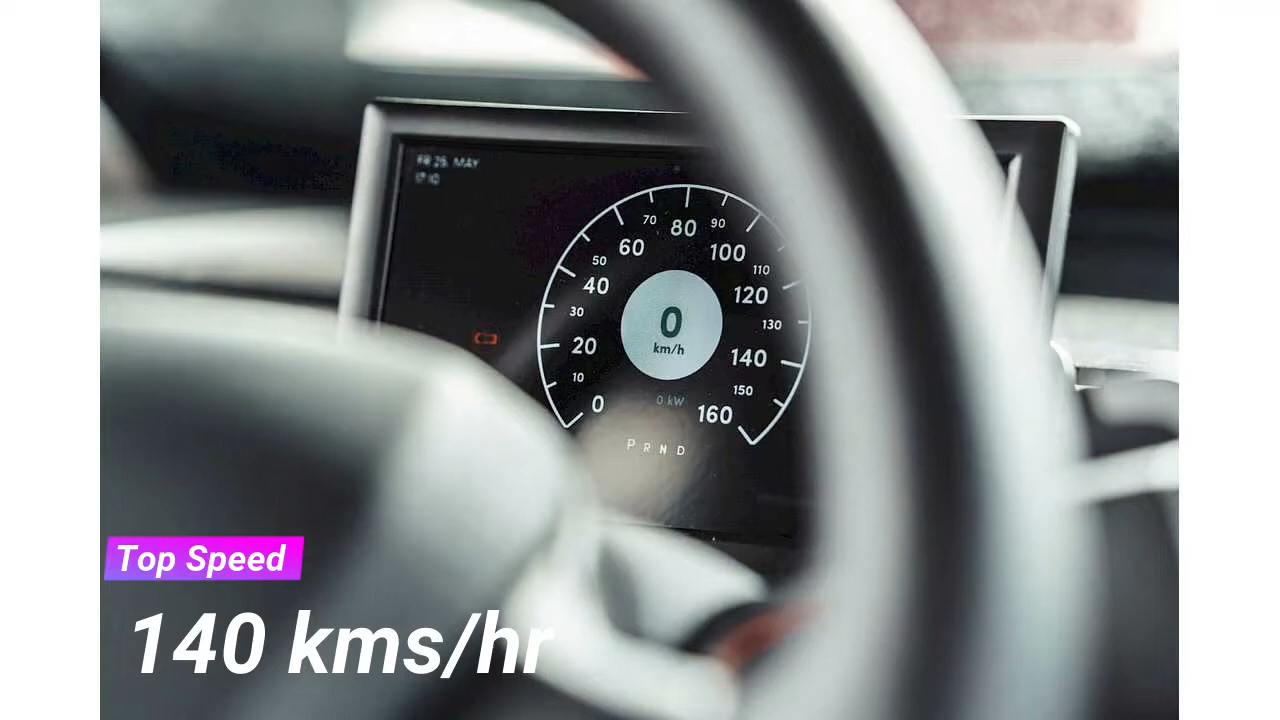 FR 25. MAY
17:10
70 80 90
60 100
50 110
40 120
30 0 130
km/h
20 140
10 150
0 0 kW 160
P R N D
Top Speed
140 kms/hr